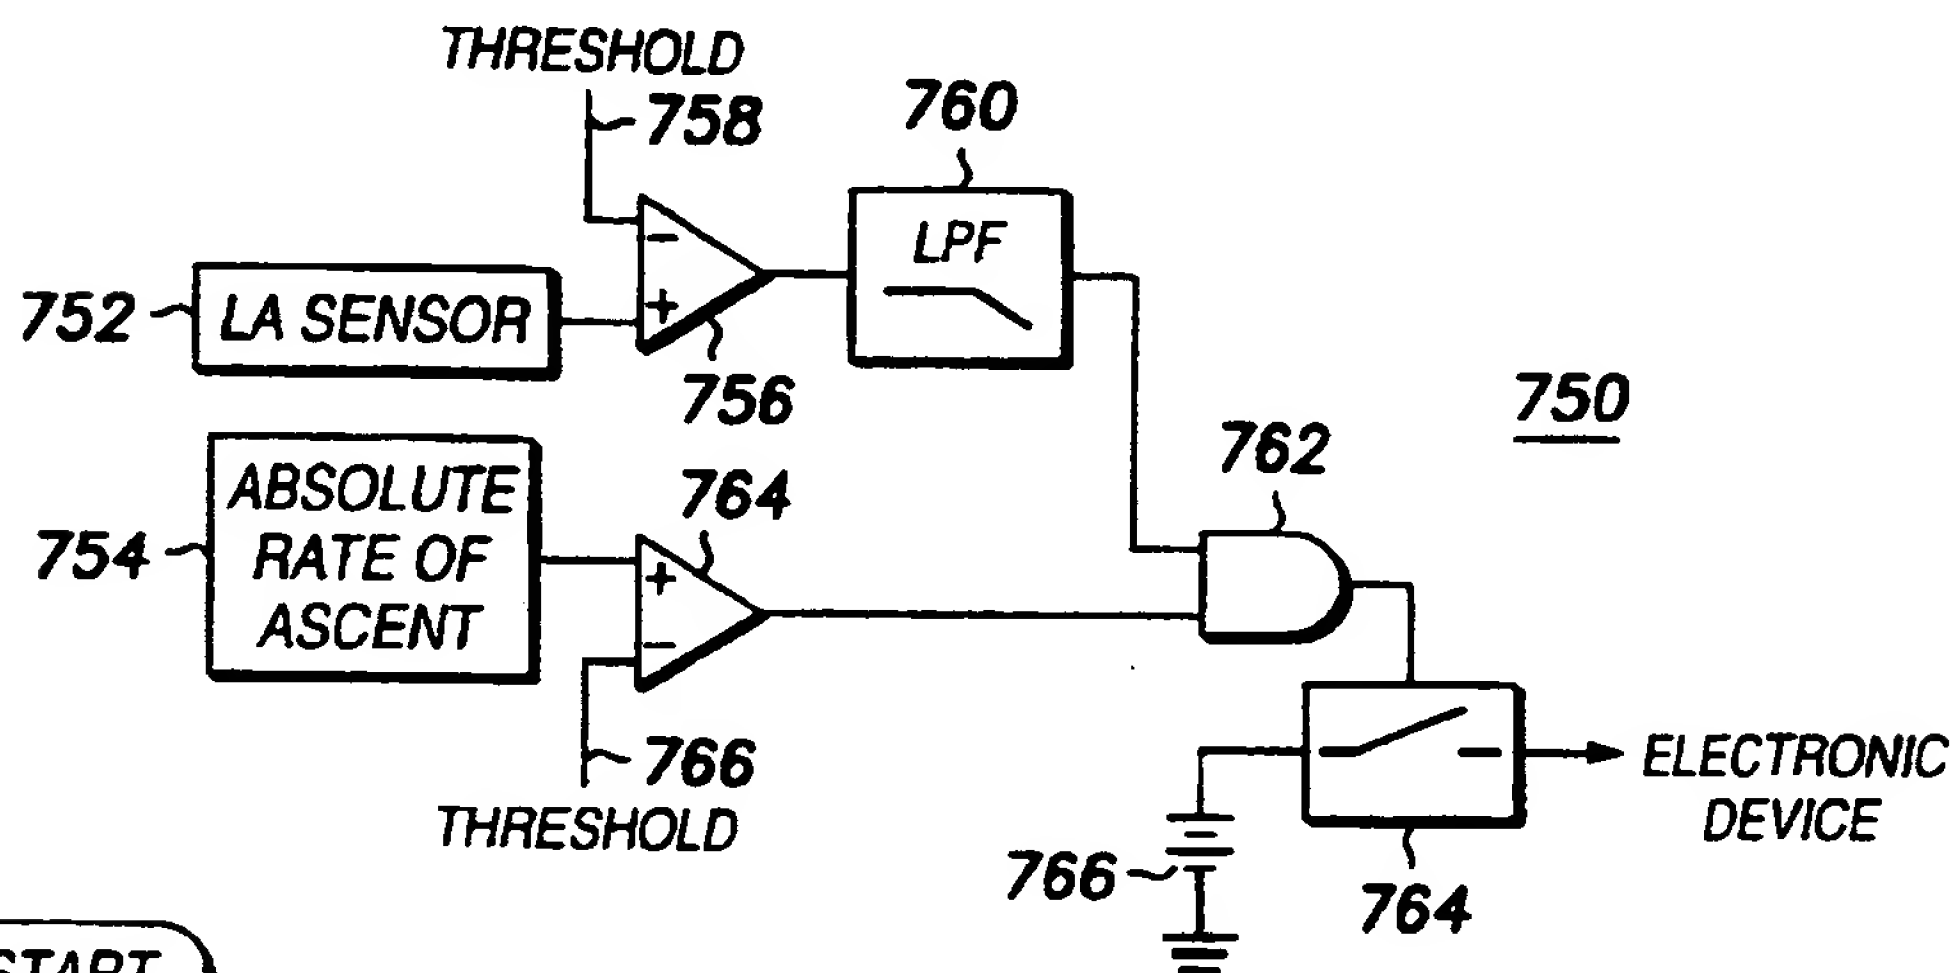 THRESHOLD
758
760
LPF
752
LA SENSOR
-
+
756
750
762
764
754
ABSOLUTE
RATE OF
ASCENT
+
-
766
THRESHOLD
ELECTRONIC
DEVICE
766
764
START